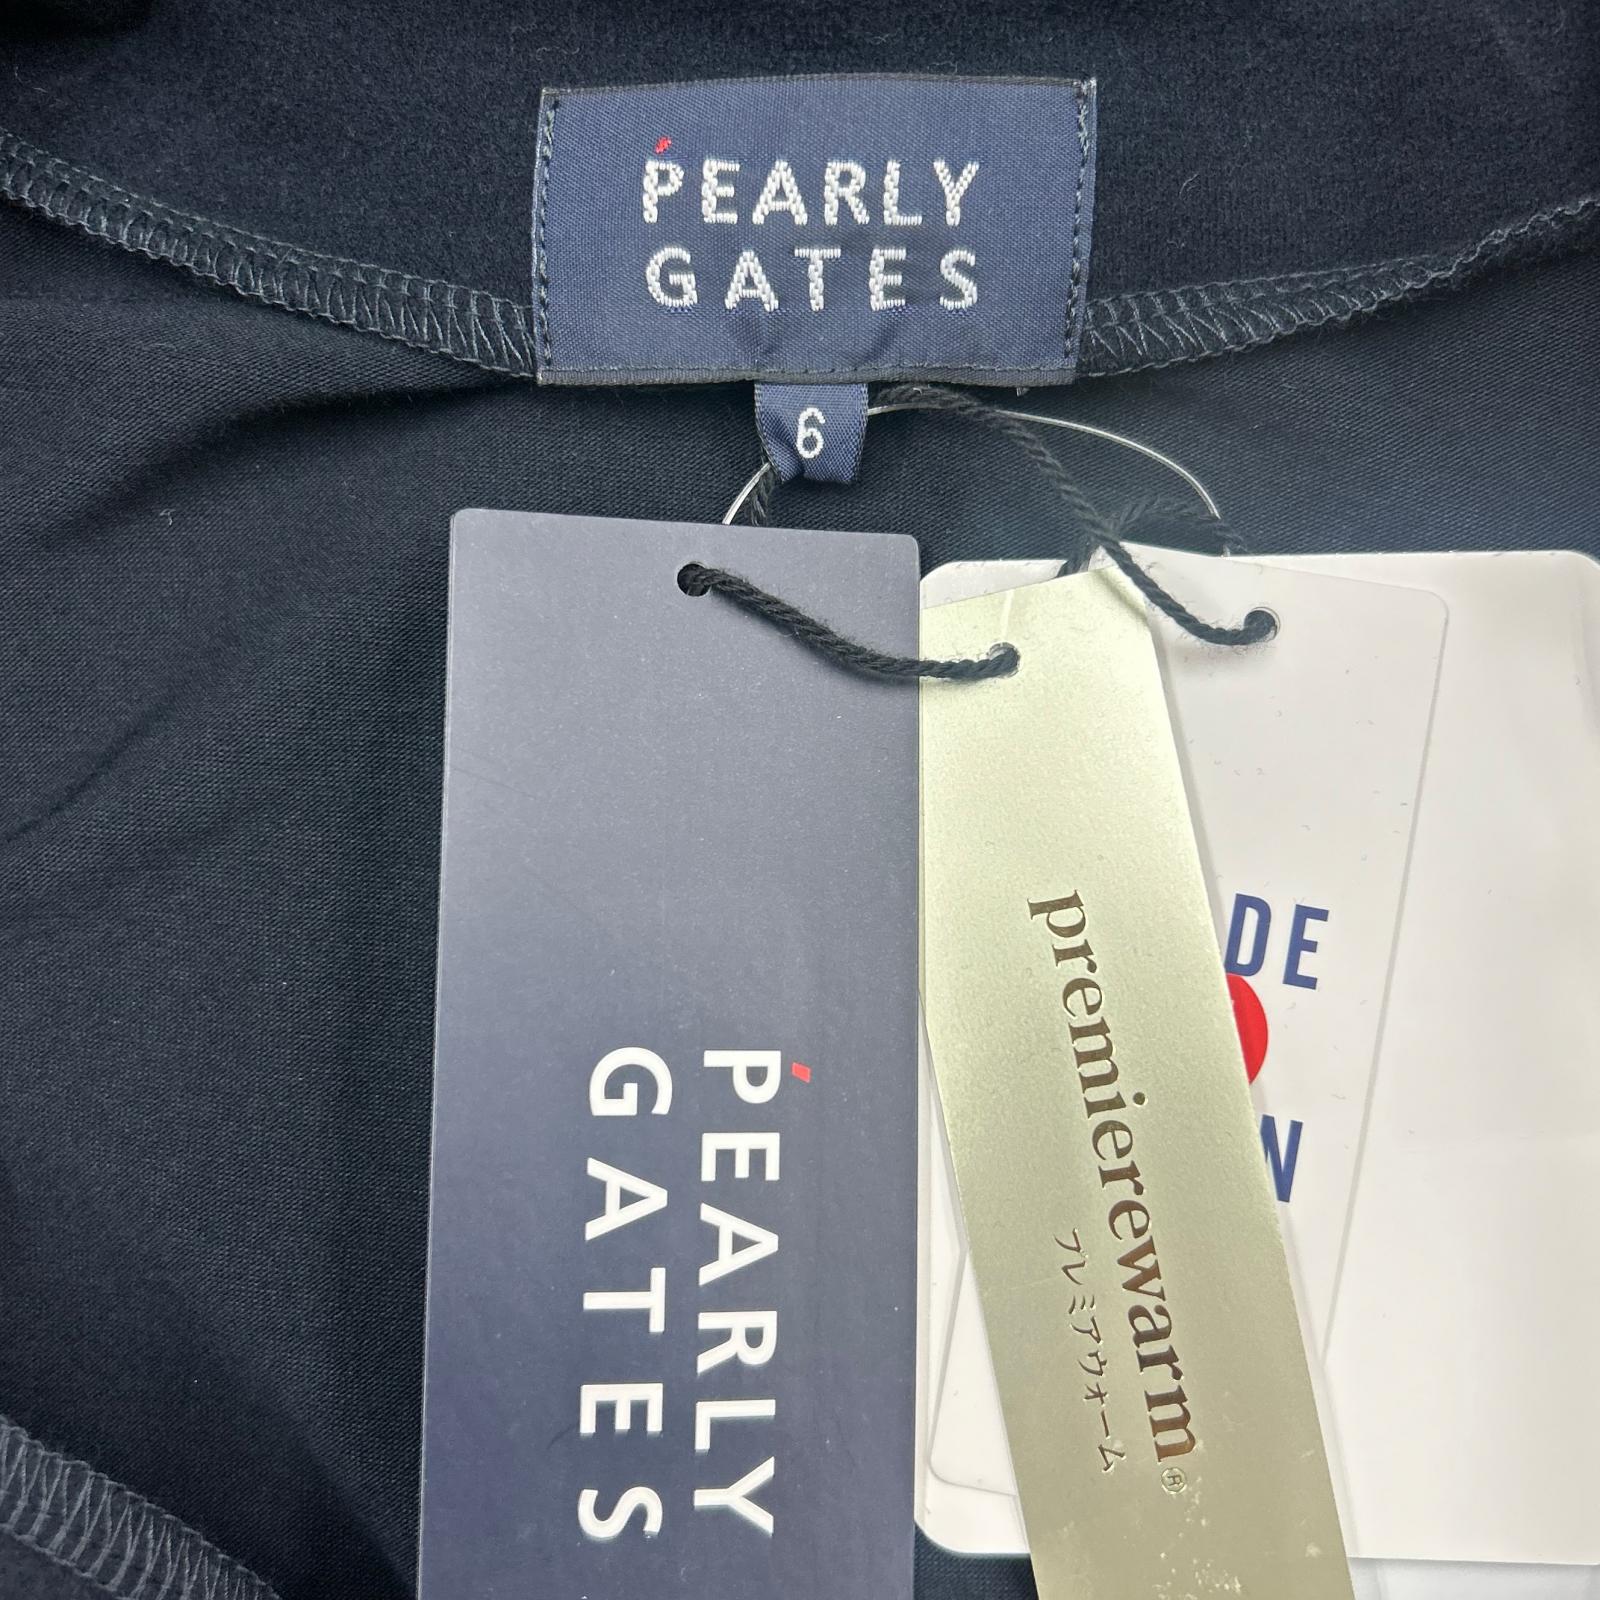 PEARLY
GATES
6
PEARLY
GATES
premierewarm®
プレミアウォーム
DE
N